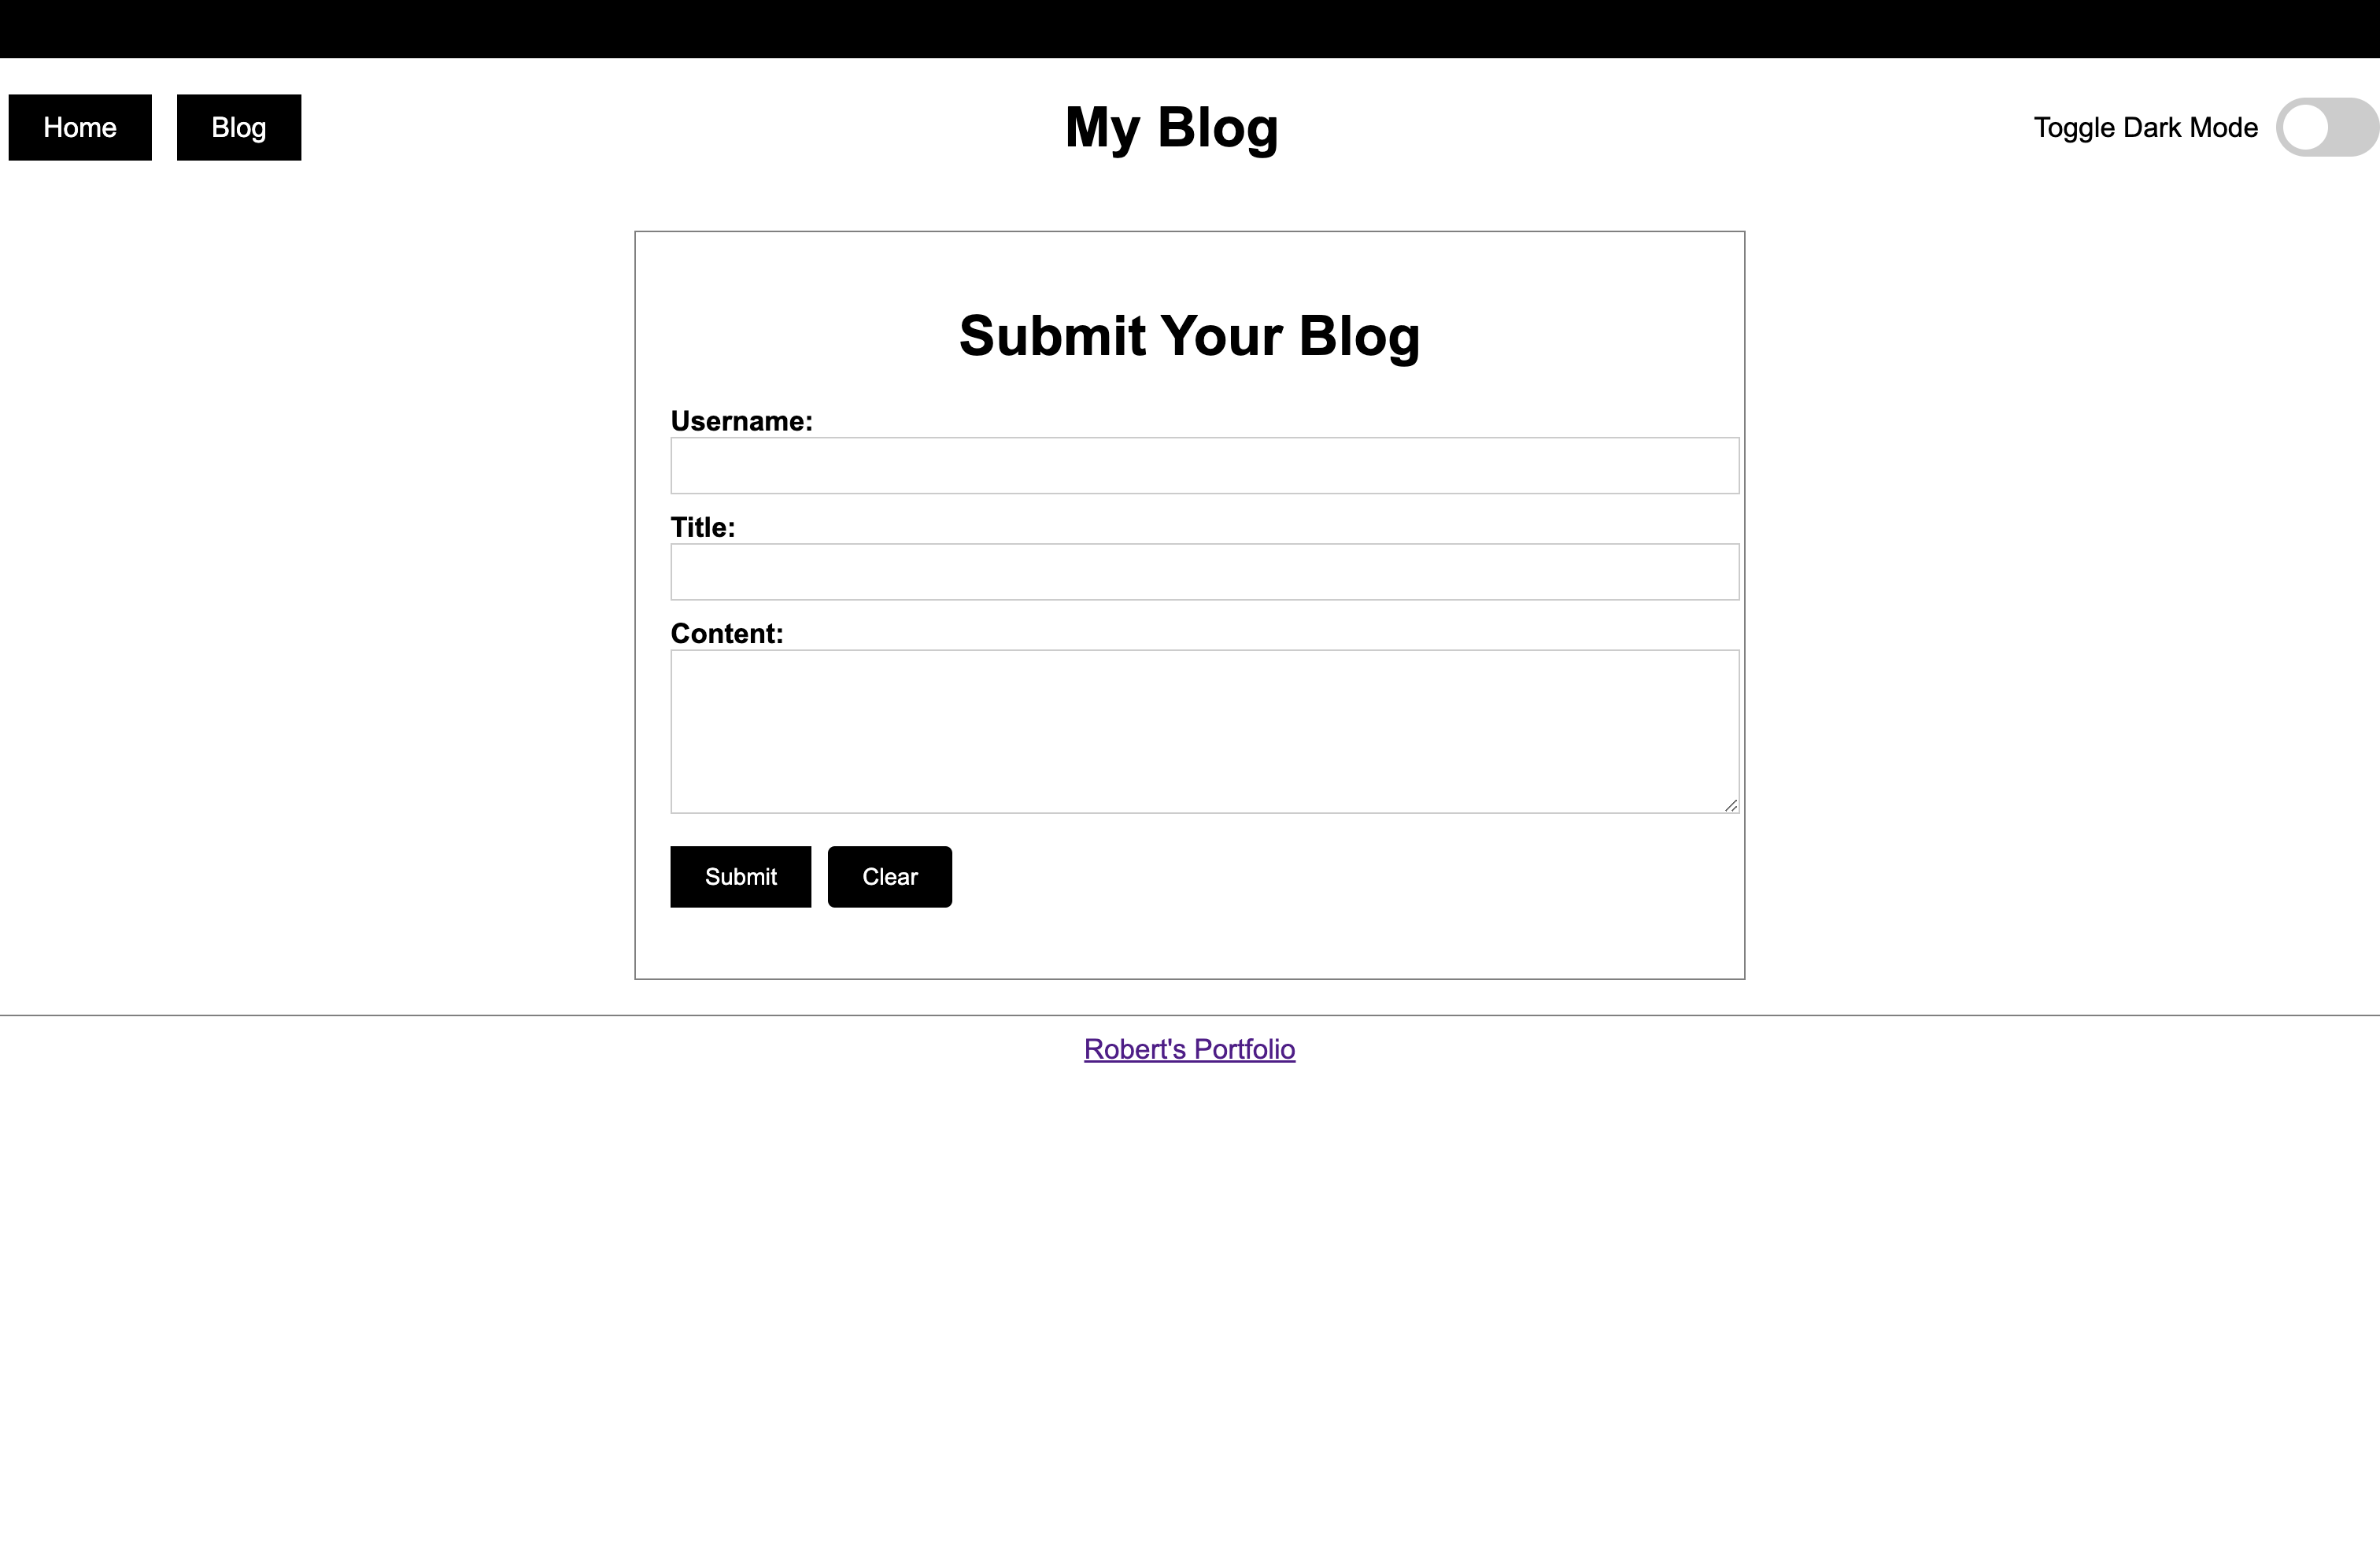 Home Blog My Blog Toggle Dark Mode
Submit Your Blog
Username:
Title:
Content:
Submit Clear
Robert's Portfolio